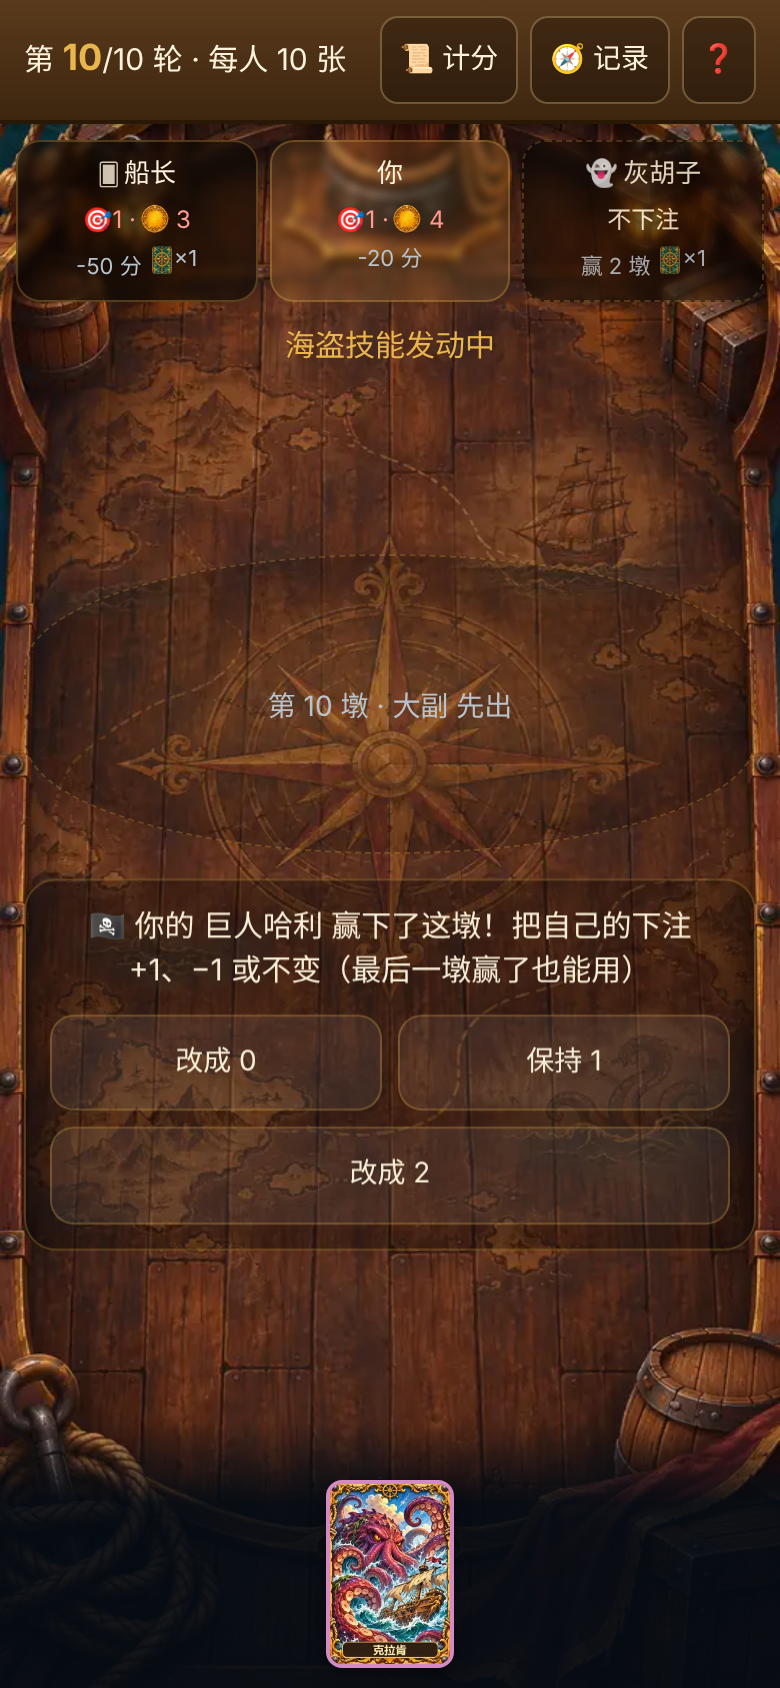 第 10/10 轮 · 每人 10 张
📜 计分
🧭 记录
❓
🂠 船长
🎯1 · 🪙 3
-50 分 ×1
你
🎯1 · 🪙 4
-20 分
👻 灰胡子
不下注
赢 2 墩 ×1
海盗技能发动中
第 10 墩 · 大副 先出
🏴‍☠️ 你的 巨人哈利 赢下了这墩！把自己的下注
+1、−1 或不变（最后一墩赢了也能用）
改成 0
保持 1
改成 2
克拉肯